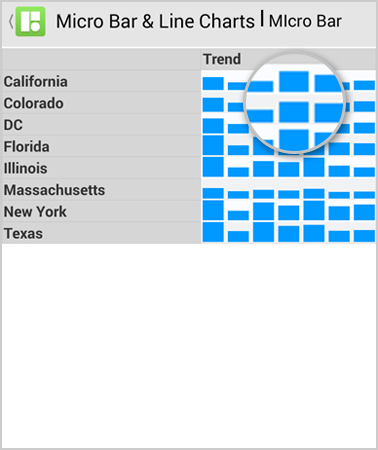 Micro Bar & Line Charts | MIcro Bar
Trend
California
Colorado
DC
Florida
Illinois
Massachusetts
New York
Texas